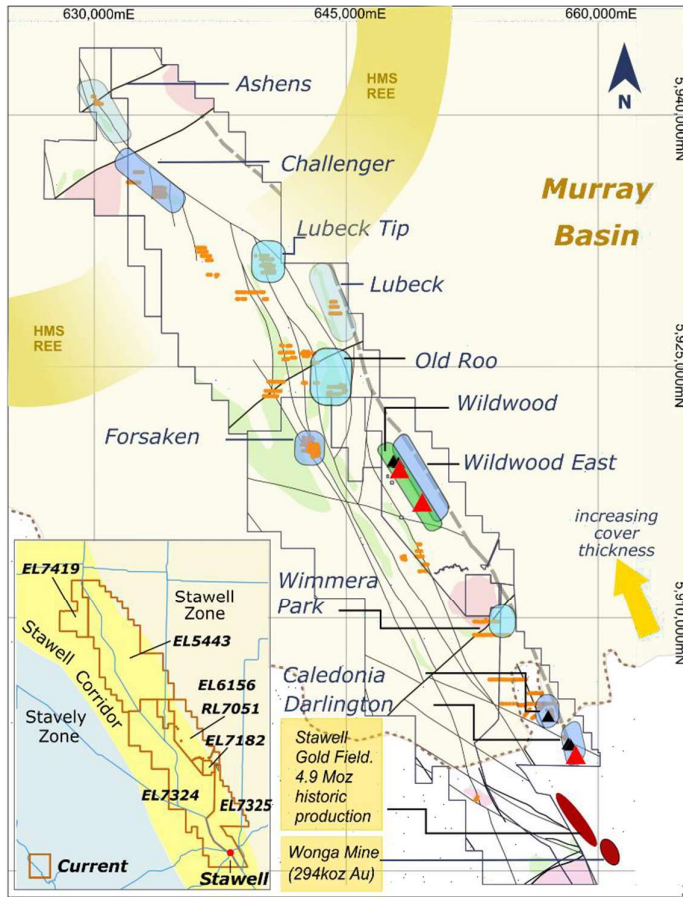 630,000mE
645,000mE
660,000mE
5,940,000mN
5,925,000mN
5,910,000mN
N
HMS
REE
Murray
Basin
Ashens
Challenger
Lubeck Tip
Lubeck
HMS
REE
Old Roo
Wildwood
Forsaken
Wildwood East
increasing
cover
thickness
Wimmera
Park
Caledonia
Darlington
Stawell
Gold Field.
4.9 Moz
historic
production
Wonga Mine
(294koz Au)
EL7419
Stawell
Zone
EL5443
Stawell Corridor
EL6156
RL7051
Stavely
Zone
EL7182
EL7324
EL7325
Current
Stawell